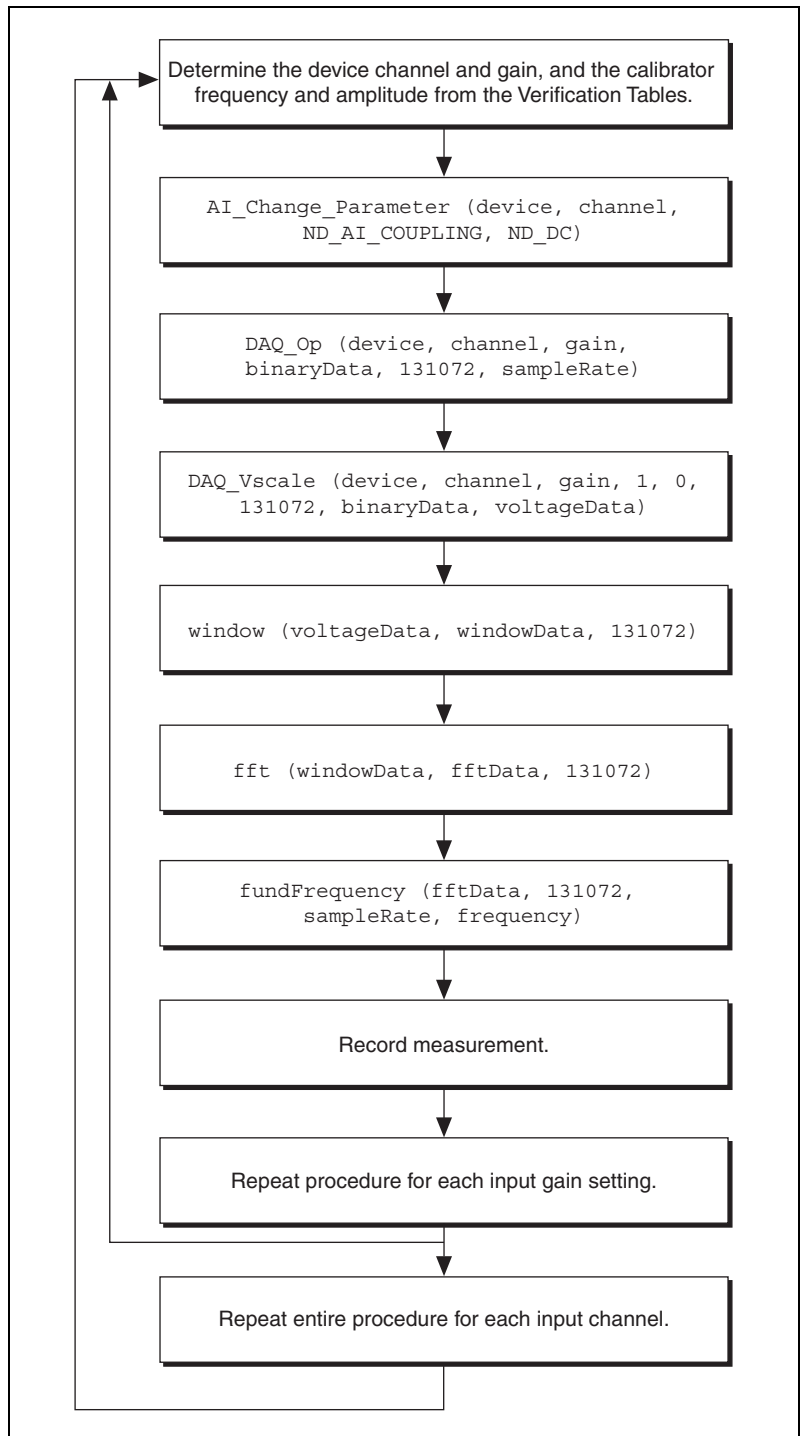 Determine the device channel and gain, and the calibrator
frequency and amplitude from the Verification Tables.
AI_Change_Parameter (device, channel,
ND_AI_COUPLING, ND_DC)
DAQ_Op (device, channel, gain,
binaryData, 131072, sampleRate)
DAQ_Vscale (device, channel, gain, 1, 0,
131072, binaryData, voltageData)
window (voltageData, windowData, 131072)
fft (windowData, fftData, 131072)
fundFrequency (fftData, 131072,
sampleRate, frequency)
Record measurement.
Repeat procedure for each input gain setting.
Repeat entire procedure for each input channel.